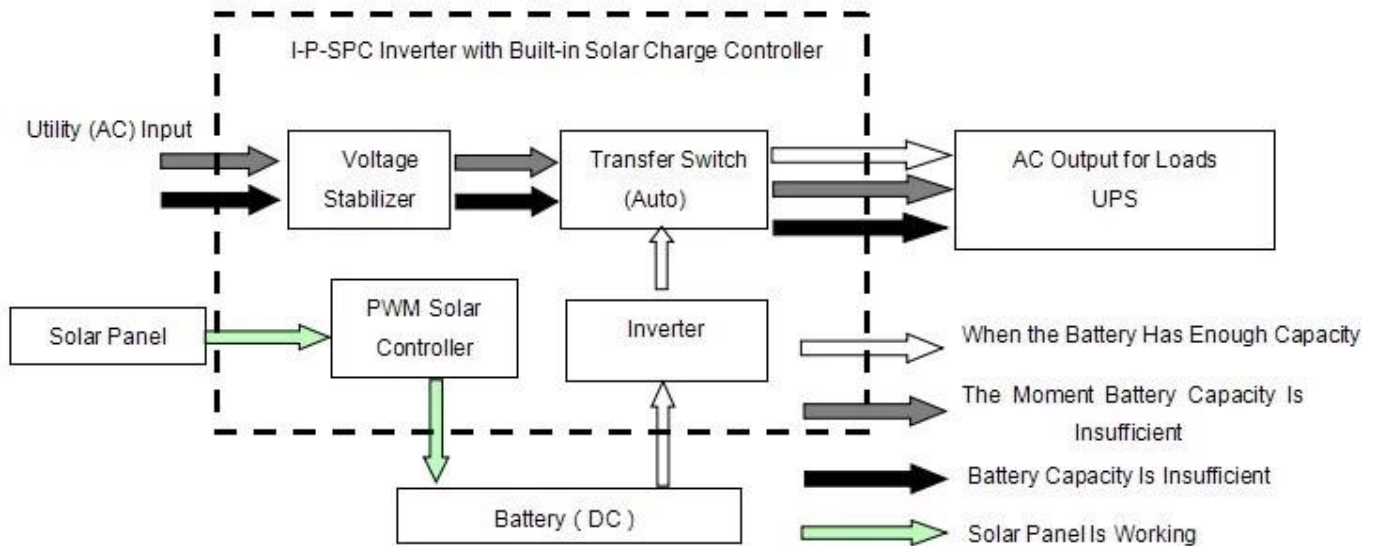 I-P-SPC Inverter with Built-in Solar Charge Controller
Utility (AC) Input
Voltage
Stabilizer
Transfer Switch
(Auto)
AC Output for Loads
UPS
Solar Panel
PWM Solar
Controller
Inverter
Battery ( DC )
When the Battery Has Enough Capacity
The Moment Battery Capacity Is
Insufficient
Battery Capacity Is Insufficient
Solar Panel Is Working